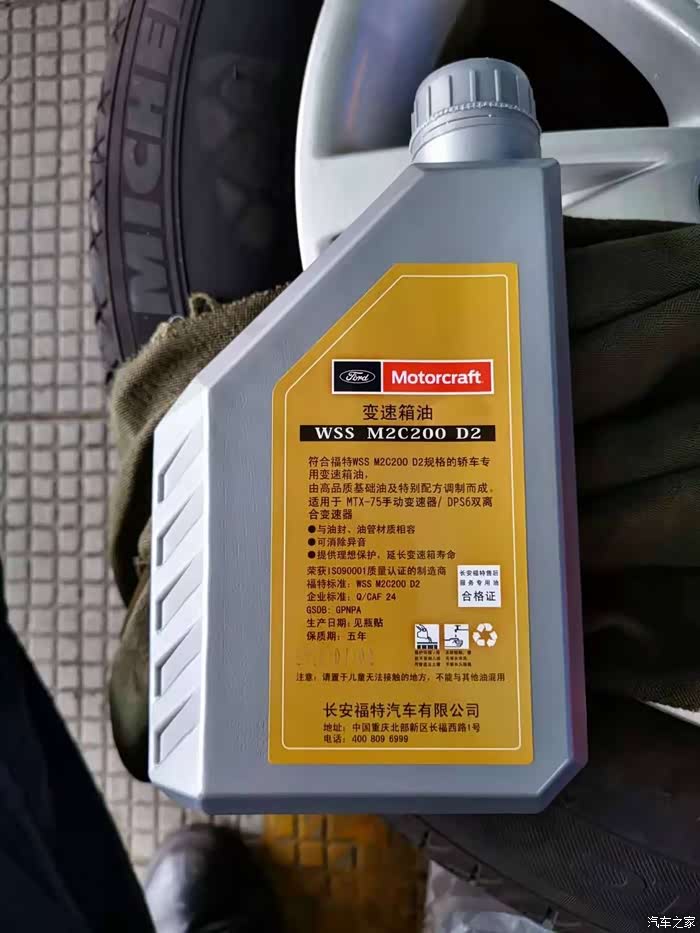 MICHE
Ford Motorcraft
变速箱油
WSS M2C200 D2
符合福特WSS M2C200 D2规格的轿车专
用变速箱油,
由高品质基础油及特别配方调制而成。
适用于 MTX-75手动变速器/ DPS6双离
合变速器
●与油封、油管材质相容
●可消除异音
●提供理想保护，延长变速箱寿命
荣获ISO90001质量认证的制造商
福特标准: WSS M2C200 D2
企业标准: Q/CAF 24
GSDB: GPNPA
生产日期: 见瓶贴
保质期: 五年
长安福特售后
服务专用油
合格证
注意: 请置于儿童无法接触的地方, 不能与其他油混用
长安福特汽车有限公司
地址: 中国重庆北部新区长福西路1号
电话: 400 809 6999
汽车之家